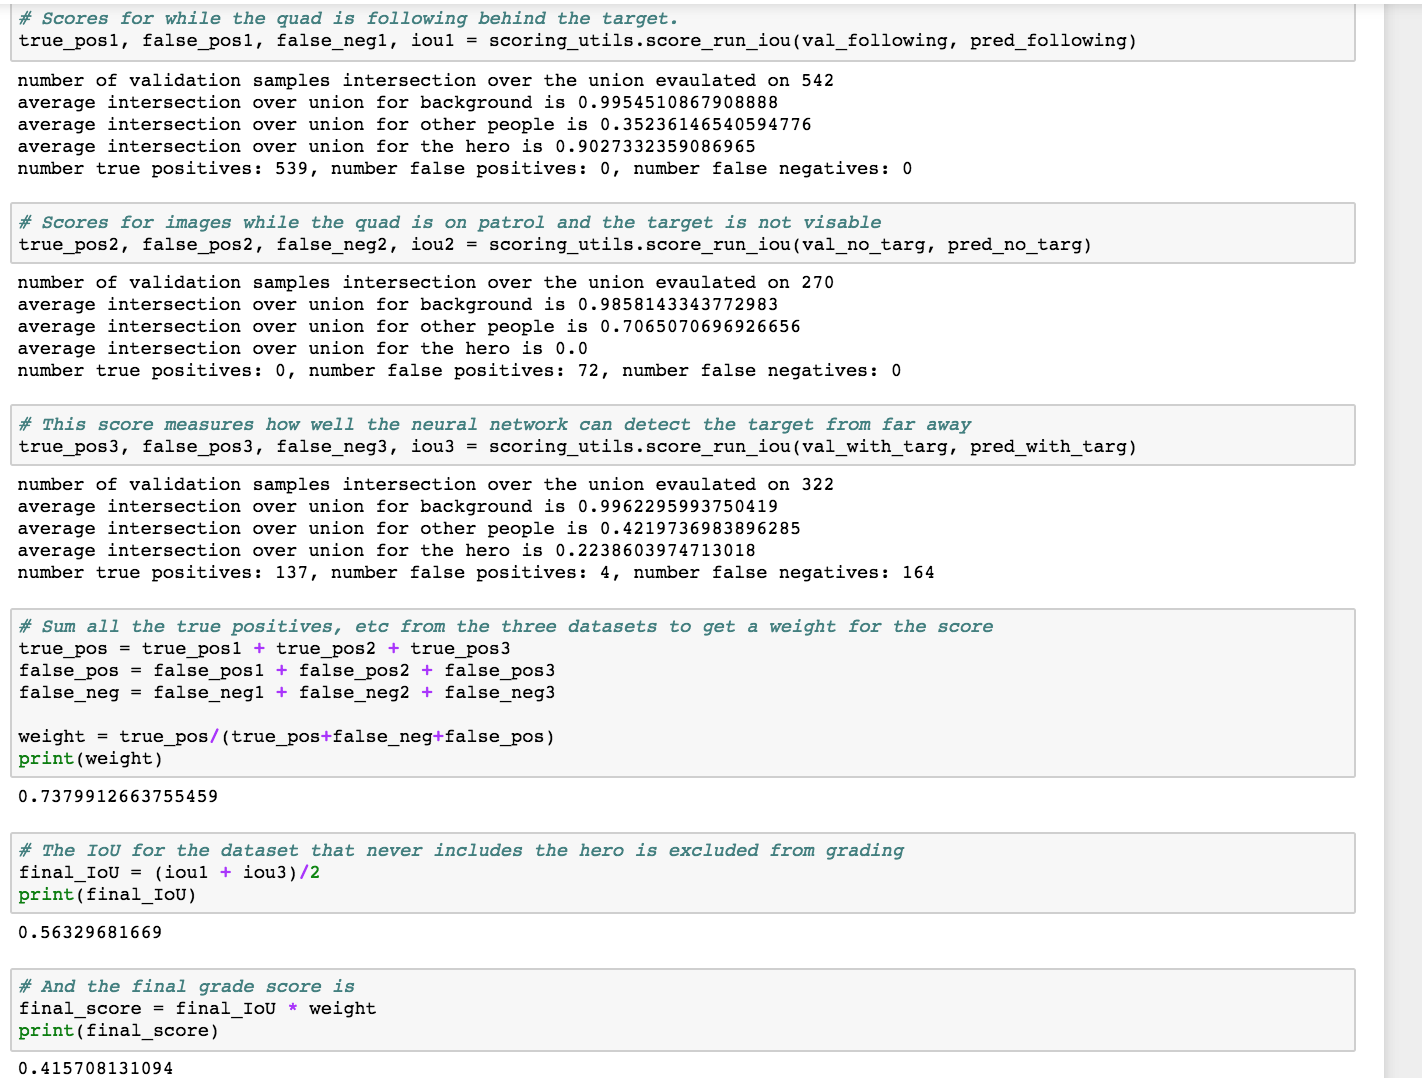 # Scores for while the quad is following behind the target.
true_pos1, false_pos1, false_neg1, iou1 = scoring_utils.score_run_iou(val_following, pred_following)
number of validation samples intersection over the union evaulated on 542
average intersection over union for background is 0.9954510867908888
average intersection over union for other people is 0.35236146540594776
average intersection over union for the hero is 0.9027332359086965
number true positives: 539, number false positives: 0, number false negatives: 0
# Scores for images while the quad is on patrol and the target is not visable
true_pos2, false_pos2, false_neg2, iou2 = scoring_utils.score_run_iou(val_no_targ, pred_no_targ)
number of validation samples intersection over the union evaulated on 270
average intersection over union for background is 0.9858143343772983
average intersection over union for other people is 0.7065070696926656
average intersection over union for the hero is 0.0
number true positives: 0, number false positives: 72, number false negatives: 0
# This score measures how well the neural network can detect the target from far away
true_pos3, false_pos3, false_neg3, iou3 = scoring_utils.score_run_iou(val_with_targ, pred_with_targ)
number of validation samples intersection over the union evaulated on 322
average intersection over union for background is 0.9962295993750419
average intersection over union for other people is 0.4219736983896285
average intersection over union for the hero is 0.2238603974713018
number true positives: 137, number false positives: 4, number false negatives: 164
# Sum all the true positives, etc from the three datasets to get a weight for the score
true_pos = true_pos1 + true_pos2 + true_pos3
false_pos = false_pos1 + false_pos2 + false_pos3
false_neg = false_neg1 + false_neg2 + false_neg3
weight = true_pos/(true_pos+false_neg+false_pos)
print(weight)
0.7379912663755459
# The IoU for the dataset that never includes the hero is excluded from grading
final_IoU = (iou1 + iou3)/2
print(final_IoU)
0.56329681669
# And the final grade score is
final_score = final_IoU * weight
print(final_score)
0.415708131094